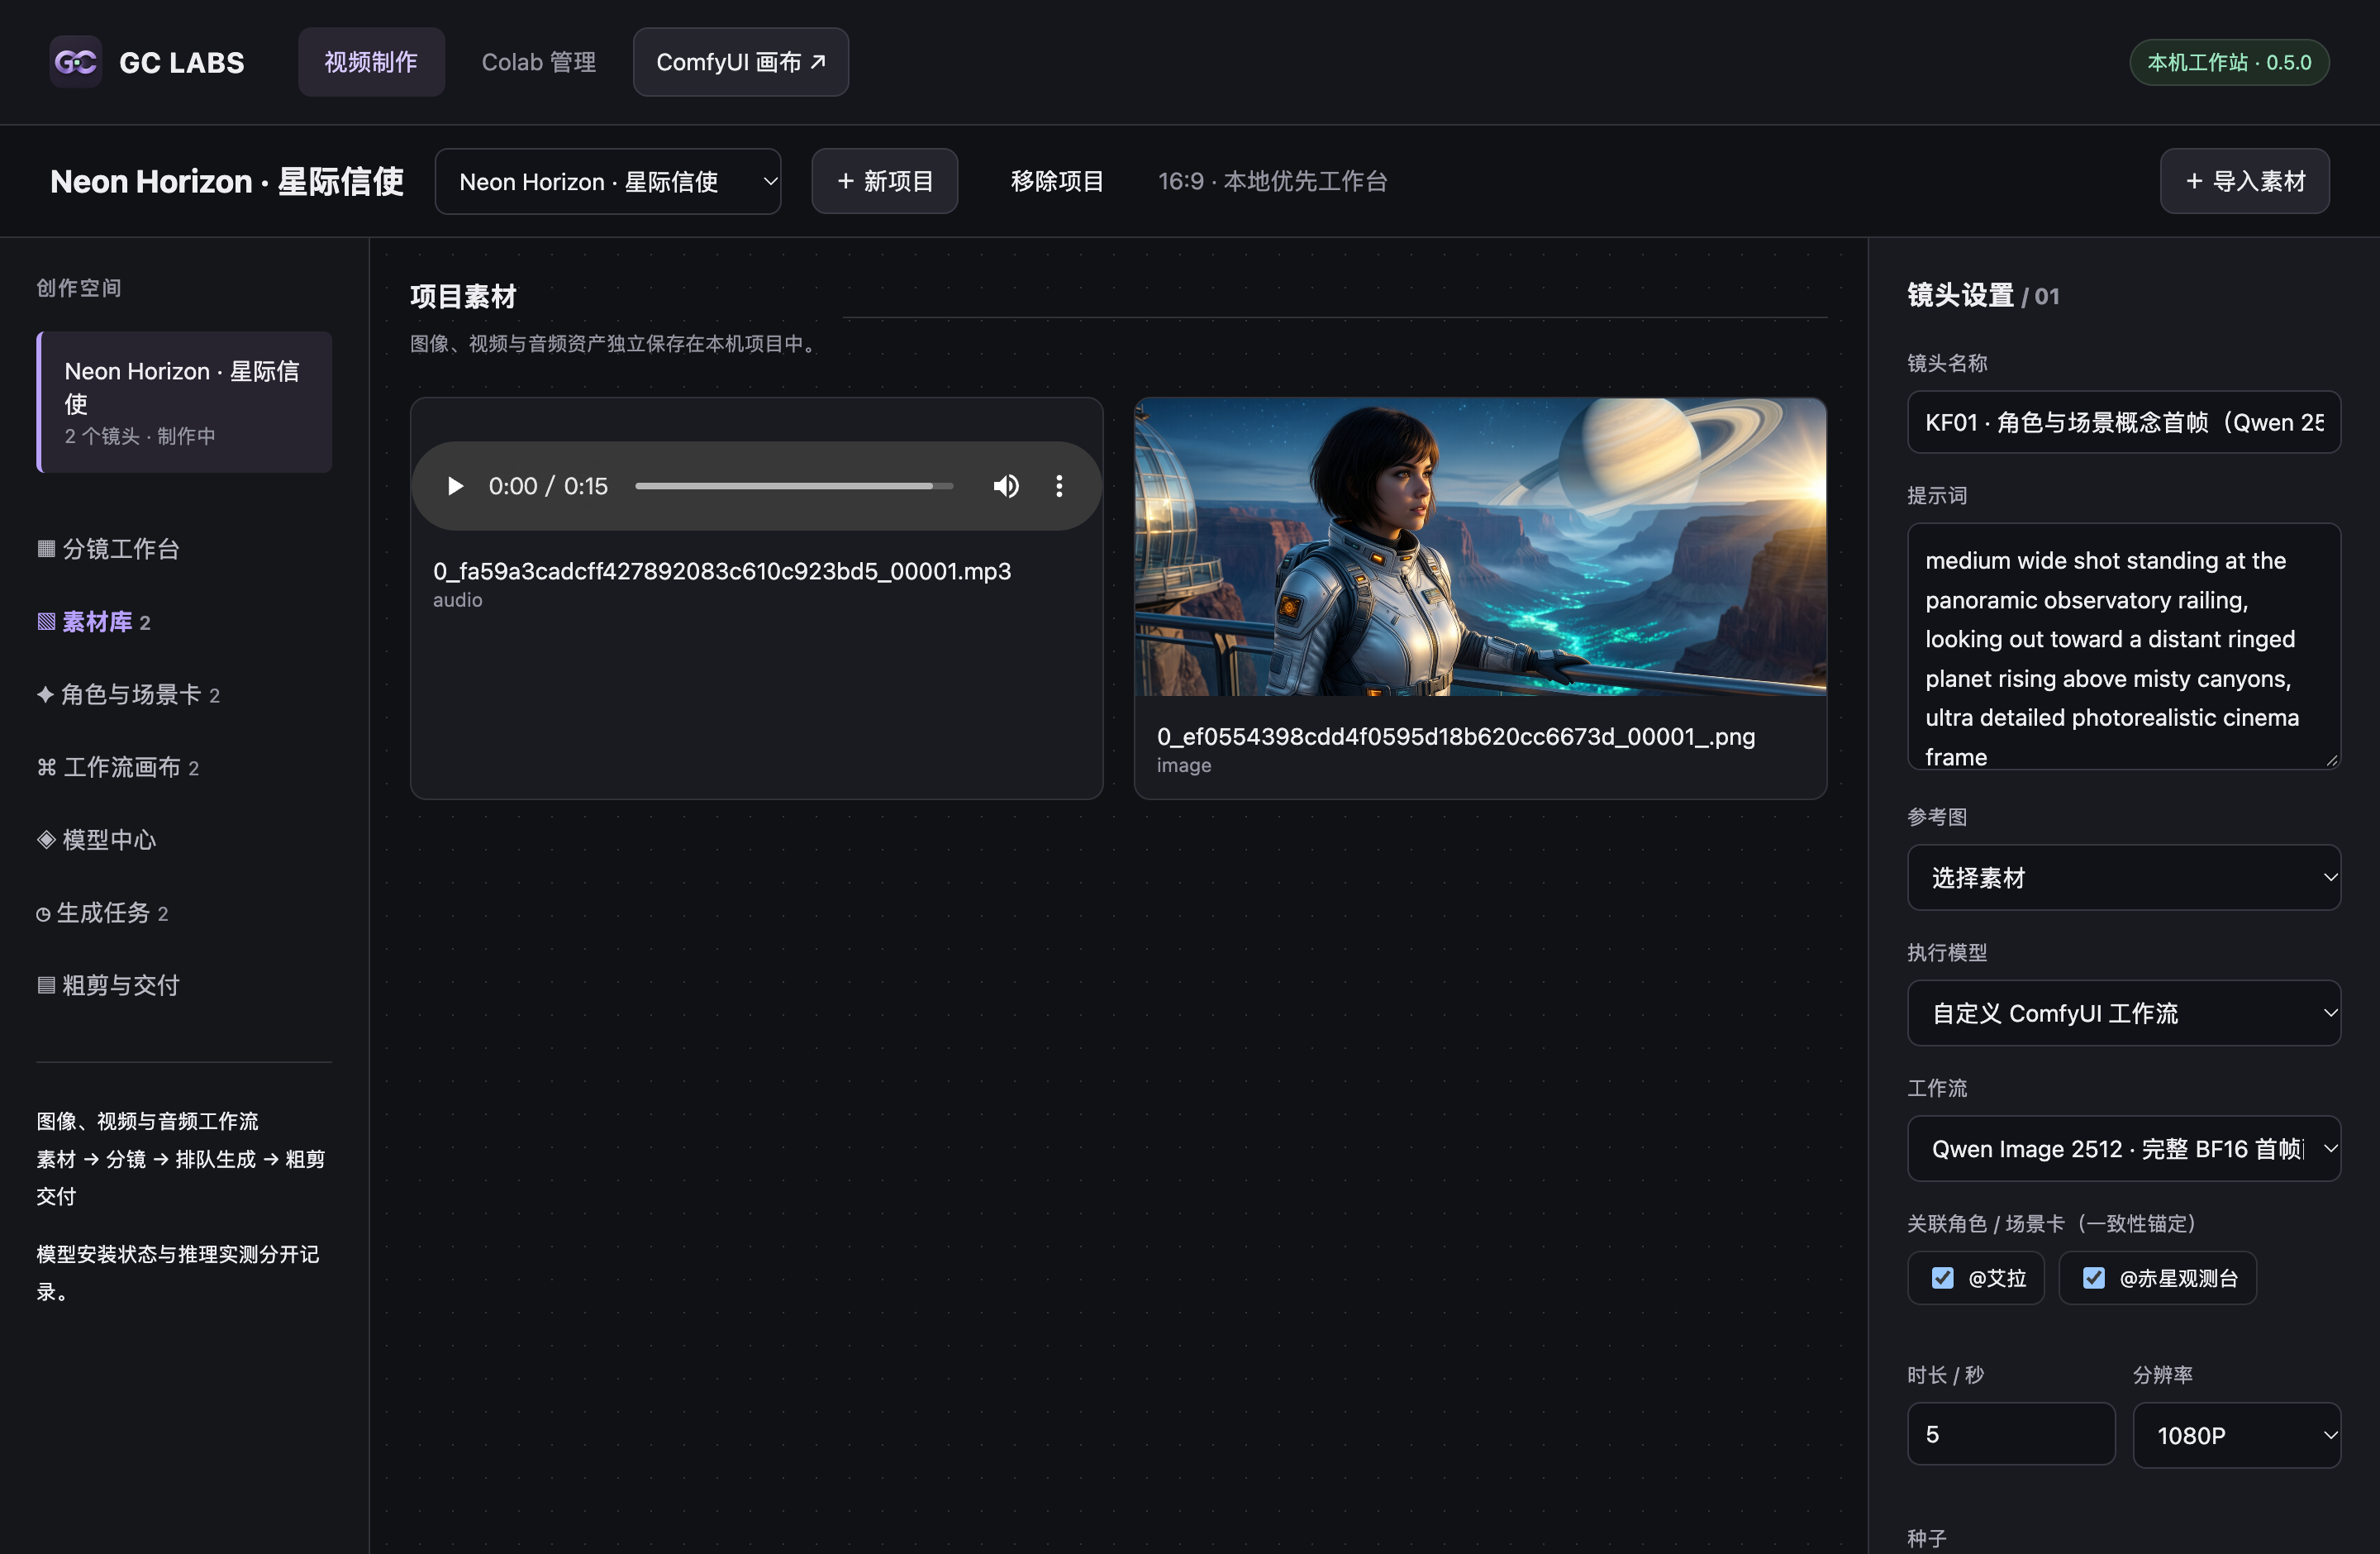 GC GC LABS
视频制作
Colab 管理
ComfyUI 画布 ↗
本机工作站 · 0.5.0
Neon Horizon · 星际信使
Neon Horizon · 星际信使
+ 新项目
移除项目
16:9 · 本地优先工作台
+ 导入素材
创作空间
Neon Horizon · 星际信
使
2 个镜头 · 制作中
分镜工作台
素材库 2
角色与场景卡 2
⌘ 工作流画布 2
模型中心
生成任务 2
粗剪与交付
图像、视频与音频工作流
素材 → 分镜 → 排队生成 → 粗剪
交付
模型安装状态与推理实测分开记
录。
项目素材
图像、视频与音频资产独立保存在本机项目中。
0:00 / 0:15
0_fa59a3cadcff427892083c610c923bd5_00001.mp3
audio
0_ef0554398cdd4f0595d18b620cc6673d_00001_.png
image
镜头设置 / 01
镜头名称
KF01 · 角色与场景概念首帧（Qwen 25
提示词
medium wide shot standing at the
panoramic observatory railing,
looking out toward a distant ringed
planet rising above misty canyons,
ultra detailed photorealistic cinema
frame
参考图
选择素材
执行模型
自定义 ComfyUI 工作流
工作流
Qwen Image 2512 · 完整 BF16 首帧
关联角色 / 场景卡（一致性锚定）
@艾拉
@赤星观测台
时长 / 秒
分辨率
5
1080P
种子